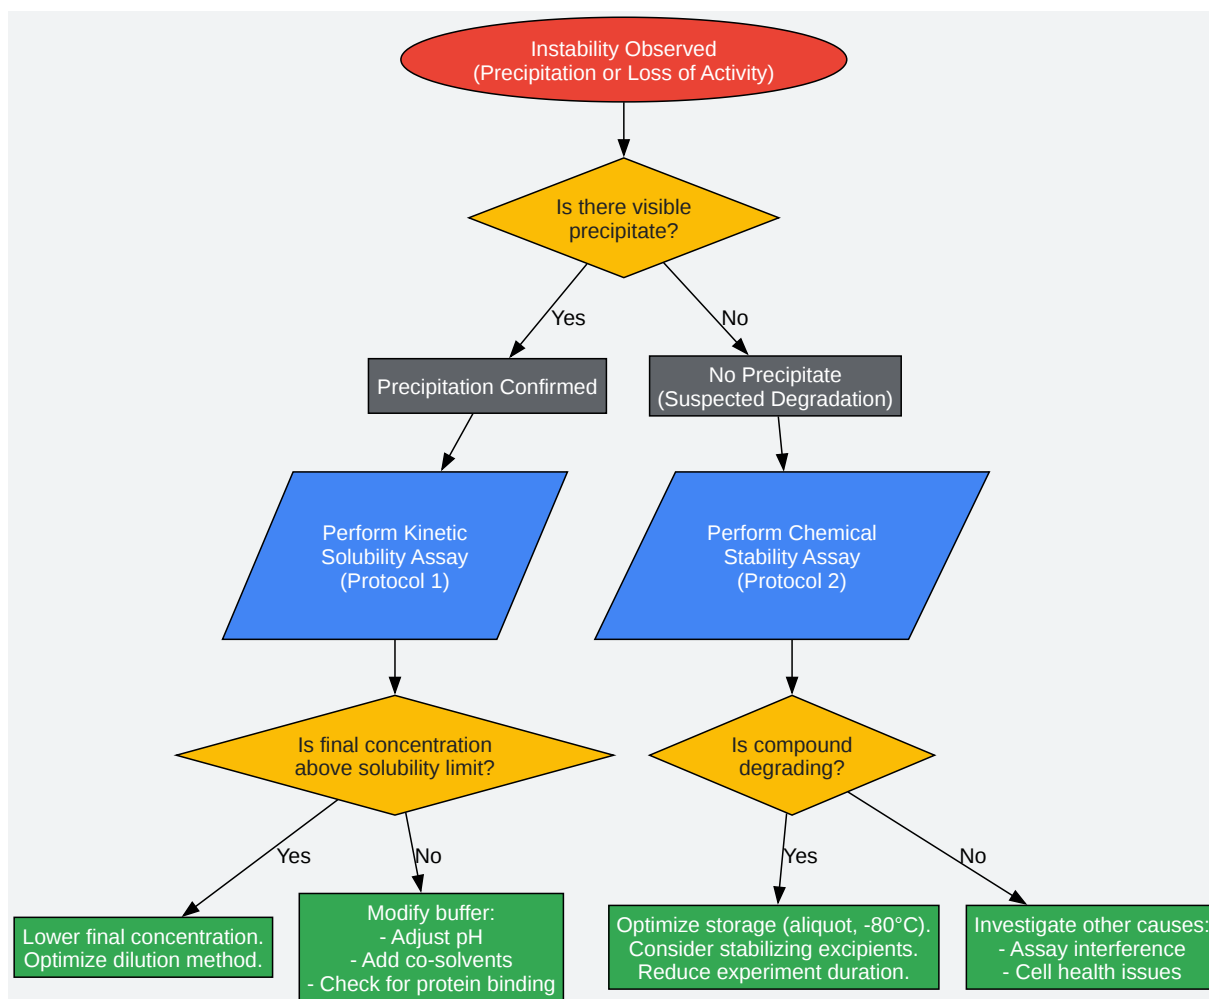 Instability Observed
(Precipitation or Loss of Activity)
Is there visible
precipitate?
Yes
No
Precipitation Confirmed
No Precipitate
(Suspected Degradation)
Perform Kinetic
Solubility Assay
(Protocol 1)
Perform Chemical
Stability Assay
(Protocol 2)
Is final concentration
above solubility limit?
Is compound
degrading?
Yes
No
Yes
No
Lower final concentration.
Optimize dilution method.
Modify buffer:
- Adjust pH
- Add co-solvents
- Check for protein binding
Optimize storage (aliquot, -80°C).
Consider stabilizing excipients.
Reduce experiment duration.
Investigate other causes:
- Assay interference
- Cell health issues